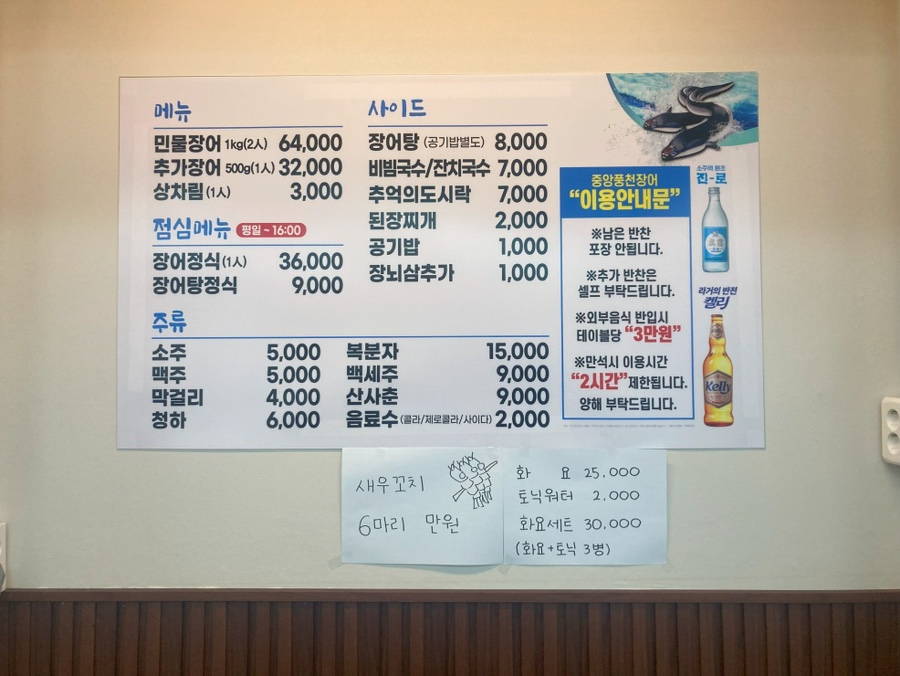 메뉴
민물장어 1kg(2人) 64,000
추가장어 500g(1人) 32,000
상차림(1人) 3,000
점심메뉴 평일 ~ 16:00
장어정식(1人) 36,000
장어탕정식 9,000
사이드
장어탕 (공기밥별도) 8,000
비빔국수/잔치국수 7,000
추억의도시락 7,000
된장찌개 2,000
공기밥 1,000
장뇌삼추가 1,000
주류
소주 5,000
맥주 5,000
막걸리 4,000
청하 6,000
복분자 15,000
백세주 9,000
산사춘 9,000
음료수(콜라/제로콜라/사이다) 2,000
중앙풍천장어
“이용안내문”
※남은 반찬
포장 안됩니다.
※추가 반찬은
셀프 부탁드립니다.
※외부음식 반입시
테이블당 “3만원”
※만석시 이용시간
“2시간”제한됩니다.
양해 부탁드립니다.
소주의 원조
진-로
라거의 반전
켈리
Kelly
새우꼬치
6마리 만원
화 요 25,000
토닉워터 2,000
화요세트 30,000
(화요+토닉 3병)